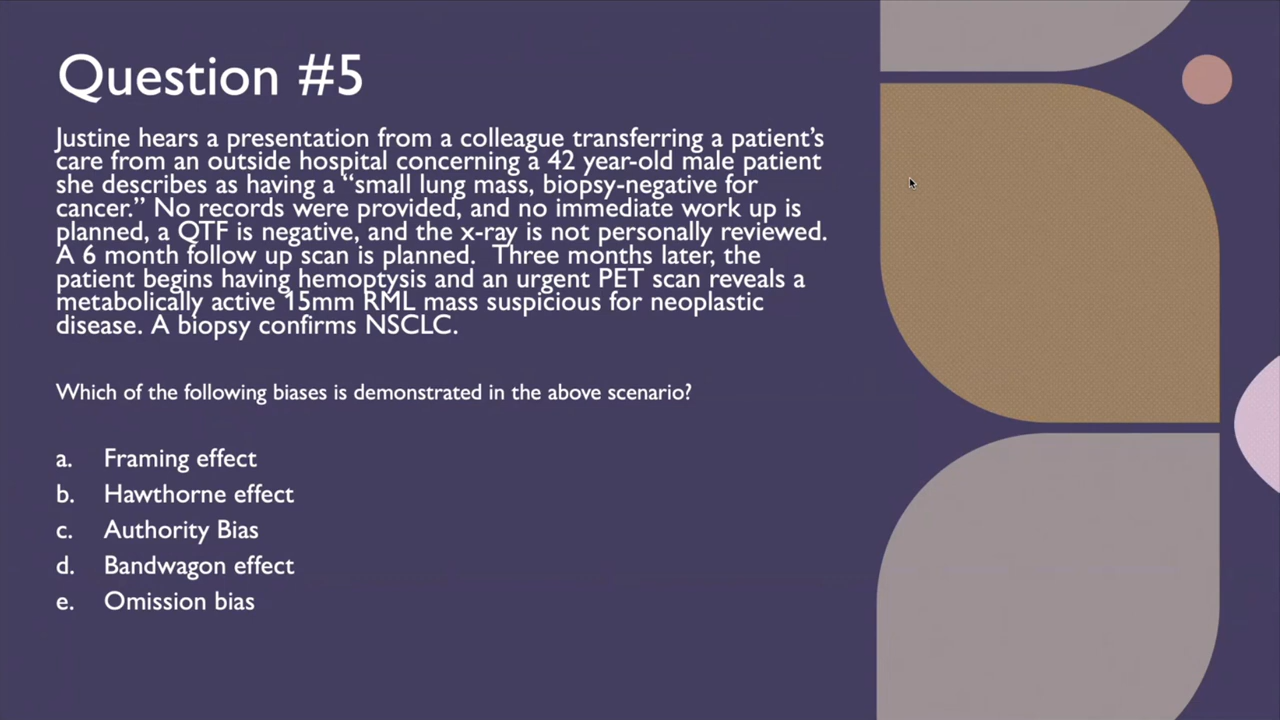 Question #5
Justine hears a presentation from a colleague transferring a patient’s
care from an outside hospital concerning a 42 year-old male patient
she describes as having a “small lung mass, biopsy-negative for
cancer.” No records were provided, and no immediate work up is
planned, a QTF is negative, and the x-ray is not personally reviewed.
A 6 month follow up scan is planned.  Three months later, the
patient begins having hemoptysis and an urgent PET scan reveals a
metabolically active 15mm RML mass suspicious for neoplastic
disease. A biopsy confirms NSCLC.
Which of the following biases is demonstrated in the above scenario?
a. Framing effect
b. Hawthorne effect
c. Authority Bias
d. Bandwagon effect
e. Omission bias